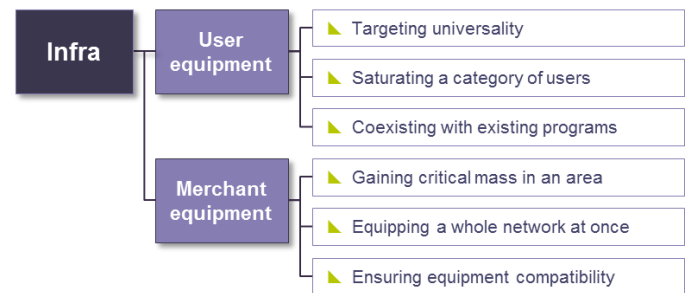 Infra
User
equipment
Targeting universality
Saturating a category of users
Coexisting with existing programs
Merchant
equipment
Gaining critical mass in an area
Equipping a whole network at once
Ensuring equipment compatibility